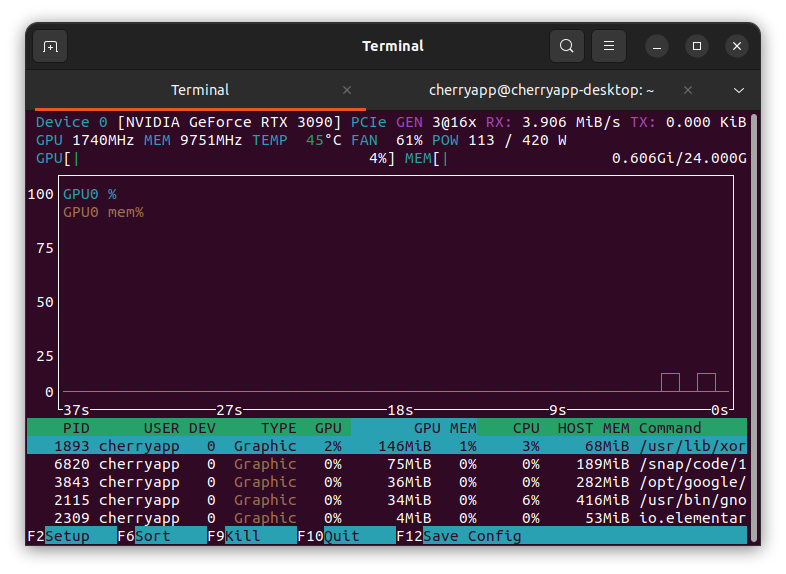 Terminal
Terminal
cherryapp@cherryapp-desktop: ~
Device 0 [NVIDIA GeForce RTX 3090] PCIe GEN 3@16x RX: 3.906 MiB/s TX: 0.000 KiB
GPU 1740MHz MEM 9751MHz TEMP  45°C FAN  61% POW 113 / 420 W
GPU[| 4%] MEM[| 0.606Gi/24.000G
100
GPU0 %
GPU0 mem%
75
50
25
0
37s 27s 18s 9s 0s
PID USER DEV TYPE GPU GPU MEM CPU HOST MEM Command
1893 cherryapp 0 Graphic 2% 146MiB 1% 3% 68MiB /usr/lib/xor
6820 cherryapp 0 Graphic 0% 75MiB 0% 0% 189MiB /snap/code/1
3843 cherryapp 0 Graphic 0% 36MiB 0% 0% 282MiB /opt/google/
2115 cherryapp 0 Graphic 0% 34MiB 0% 6% 416MiB /usr/bin/gno
2309 cherryapp 0 Graphic 0% 4MiB 0% 0% 53MiB io.elementar
F2Setup F6Sort F9Kill F10Quit F12Save Config